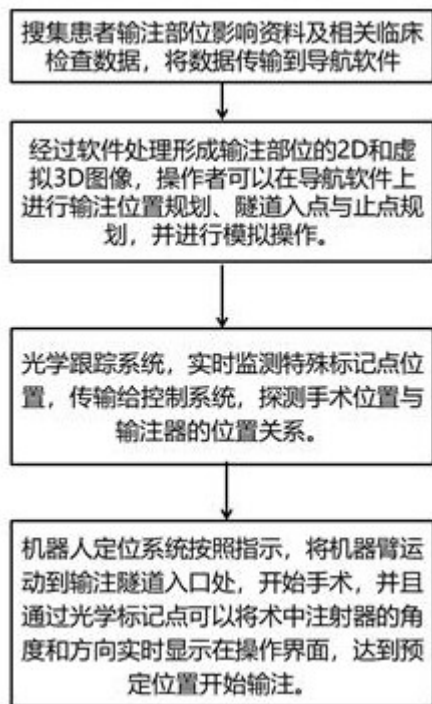 搜集患者输注部位影响资料及相关临床
检查数据，将数据传输到导航软件
经过软件处理形成输注部位的2D和虚
拟3D图像，操作者可以在导航软件上
进行输注位置规划、隧道入点与止点规
划，并进行模拟操作。
光学跟踪系统，实时监测特殊标记点位
置，传输给控制系统，探测手术位置与
输注器的位置关系。
机器人定位系统按照指示，将机器臂运
动到输注隧道入口处，开始手术，并且
通过光学标记点可以将术中注射器的角
度和方向实时显示在操作界面，达到预
定位置开始输注。